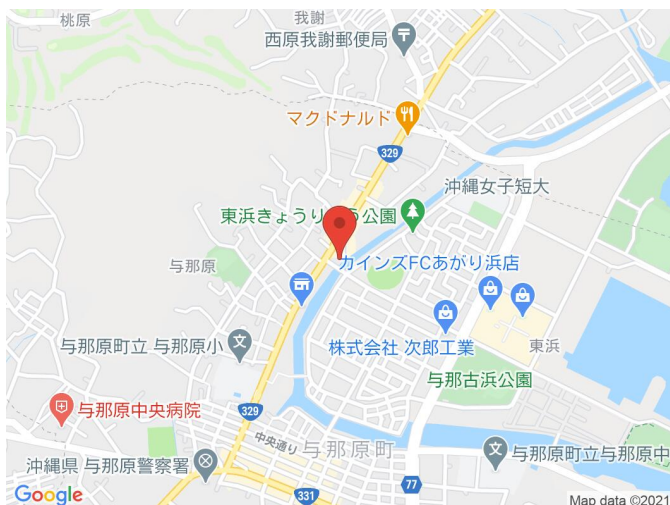 桃原
我謝
西原我謝郵便局
マクドナルド
329
沖縄女子短大
東浜きょうりゅう公園
カインズFCあがり浜店
与那原
与那原町立 与那原小
株式会社 次郎工業
東浜
与那古浜公園
与那原中央病院
329
中央通り
与那原町
沖縄県 与那原警察署
与那原町立与那原中
77
331
Google
Map data ©2021